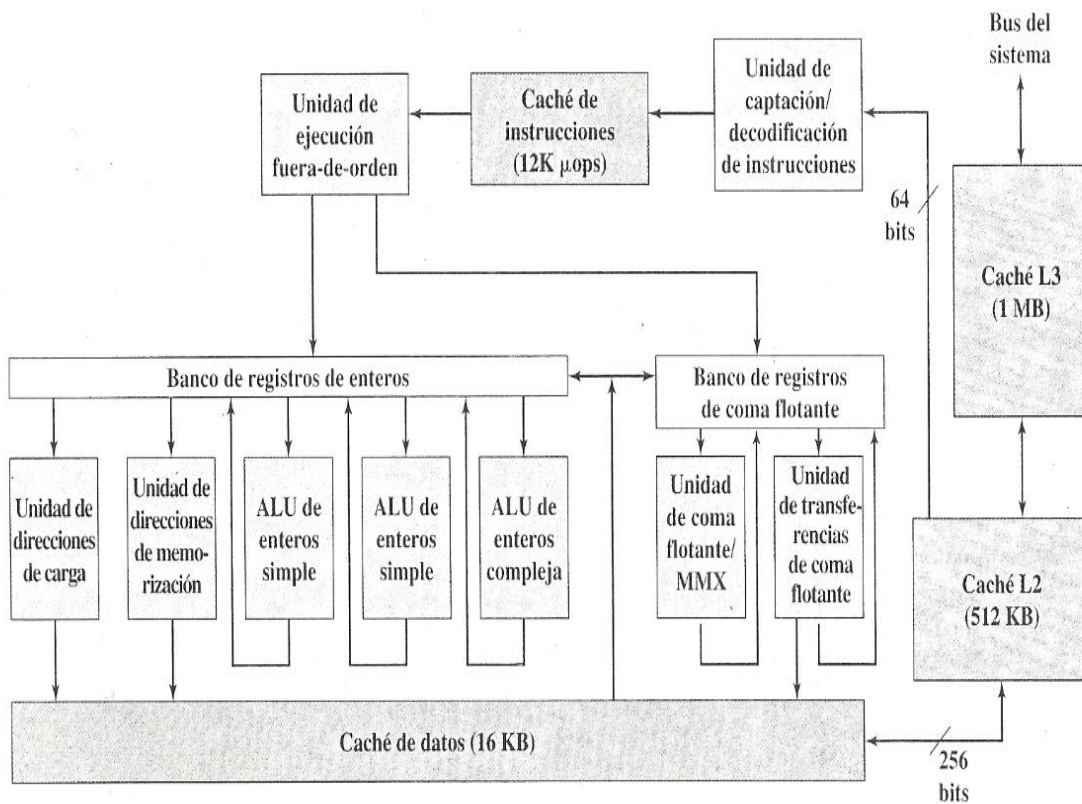 Bus del
sistema
Unidad de
captación/
decodificación
de instrucciones
Caché de
instrucciones
(12K µops)
Unidad de
ejecución
fuera-de-orden
64
bits
Caché L3
(1 MB)
Banco de registros de enteros
Banco de registros
de coma flotante
Unidad de
direcciones
de carga
Unidad de
direcciones
de memo-
rización
ALU de
enteros
simple
ALU de
enteros
simple
ALU de
enteros
compleja
Unidad
de coma
flotante/
MMX
Unidad
de transfe-
rencias
de coma
flotante
Caché L2
(512 KB)
Caché de datos (16 KB)
256
bits